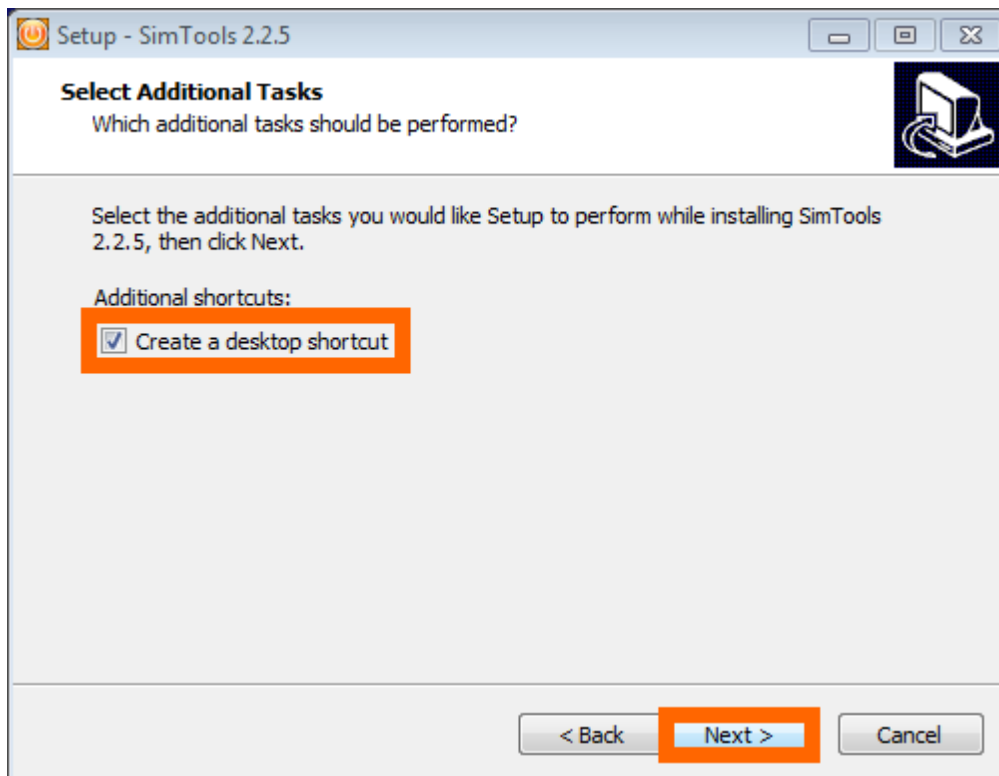 Setup - SimTools 2.2.5
Select Additional Tasks
Which additional tasks should be performed?
Select the additional tasks you would like Setup to perform while installing SimTools
2.2.5, then click Next.
Additional shortcuts:
Create a desktop shortcut
< Back
Next >
Cancel